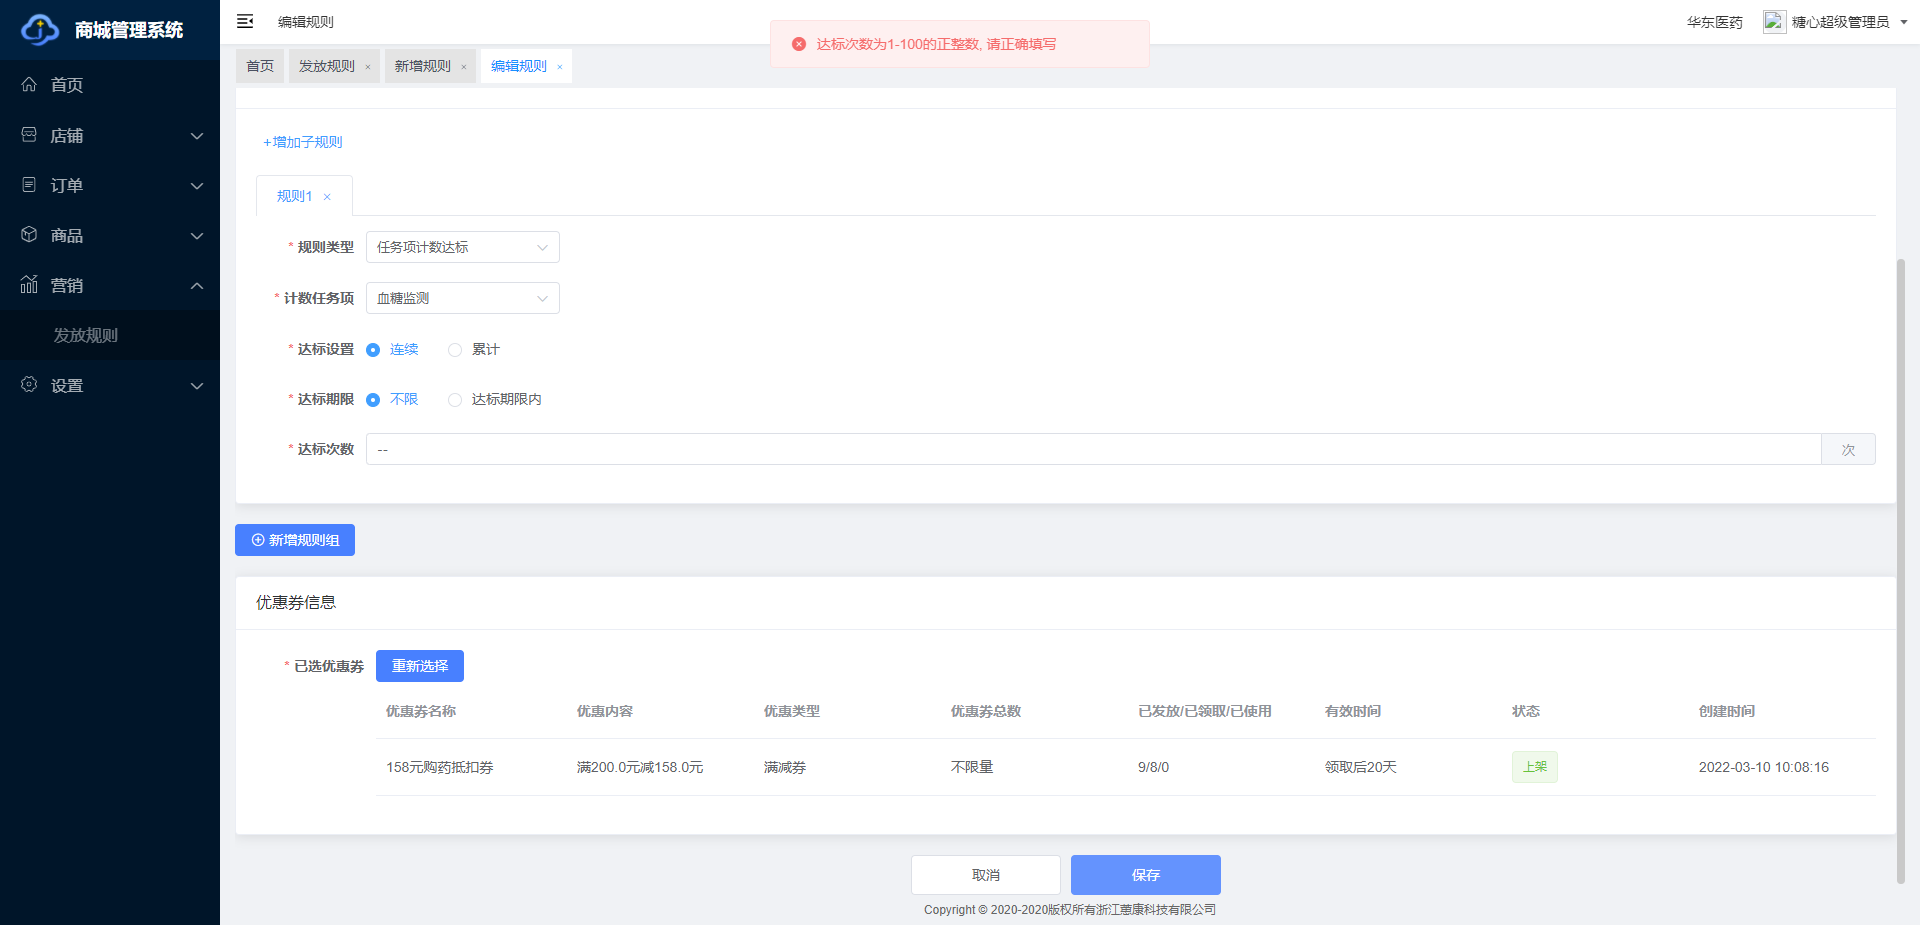 商城管理系统
编辑规则
华东医药
糖心超级管理员
达标次数为1-100的正整数, 请正确填写
首页
发放规则 ×
新增规则 ×
编辑规则 ×
首页
店铺
订单
商品
营销
发放规则
设置
+增加子规则
规则1 ×
* 规则类型 任务项计数达标
* 计数任务项 血糖监测
* 达标设置 连续 累计
* 达标期限 不限 达标期限内
* 达标次数 -- 次
新增规则组
优惠券信息
* 已选优惠券 重新选择
优惠券名称 优惠内容 优惠类型 优惠券总数 已发放/已领取/已使用 有效时间 状态 创建时间
158元购药抵扣券 满200.0元减158.0元 满减券 不限量 9/8/0 领取后20天 上架 2022-03-10 10:08:16
取消 保存
Copyright © 2020-2020版权所有浙江蕙康科技有限公司